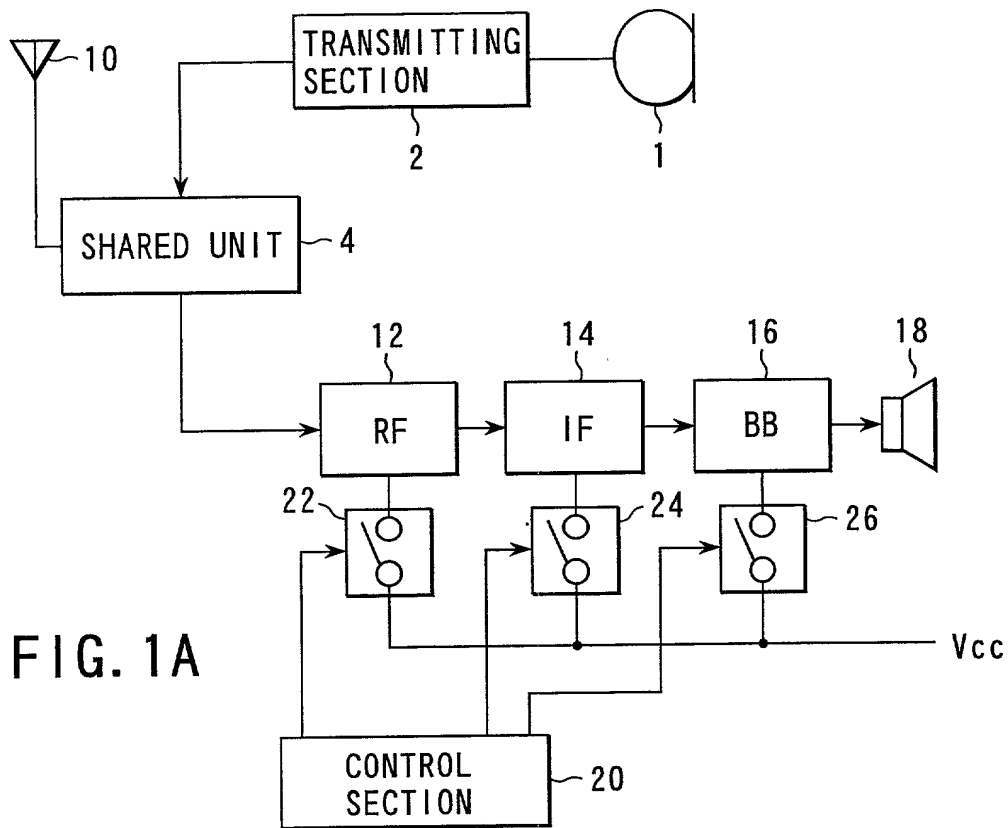 10
TRANSMITTING
SECTION
2
1
SHARED UNIT
4
12
14
16
18
RF
IF
BB
22
24
26
FIG. 1A
Vcc
CONTROL
SECTION
20